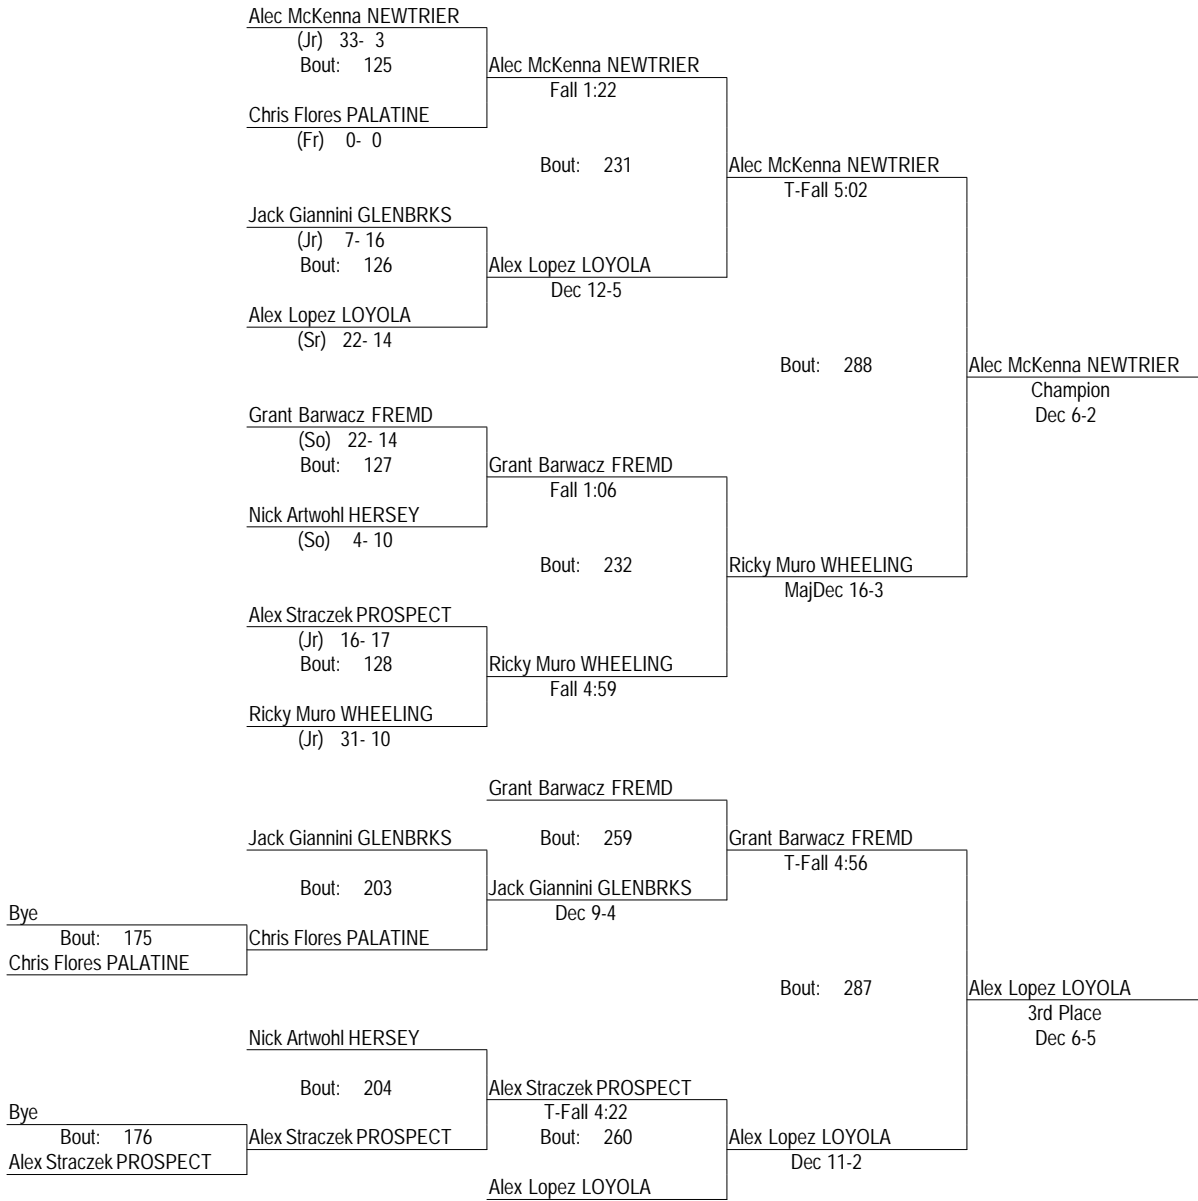 Alec McKenna NEWTRIER
(Jr) 33- 3
Bout: 125
Alec McKenna NEWTRIER
Fall 1:22
Chris Flores PALATINE
(Fr) 0- 0
Bout: 231
Alec McKenna NEWTRIER
T-Fall 5:02
Jack Giannini GLENBRKS
(Jr) 7- 16
Bout: 126
Alex Lopez LOYOLA
Dec 12-5
Alex Lopez LOYOLA
(Sr) 22- 14
Bout: 288
Alec McKenna NEWTRIER
Champion
Dec 6-2
Grant Barwacz FREMD
(So) 22- 14
Bout: 127
Grant Barwacz FREMD
Fall 1:06
Nick Artwohl HERSEY
(So) 4- 10
Bout: 232
Ricky Muro WHEELING
MajDec 16-3
Alex Straczek PROSPECT
(Jr) 16- 17
Bout: 128
Ricky Muro WHEELING
Fall 4:59
Ricky Muro WHEELING
(Jr) 31- 10
Grant Barwacz FREMD
Jack Giannini GLENBRKS
Bout: 259
Grant Barwacz FREMD
T-Fall 4:56
Bout: 203
Jack Giannini GLENBRKS
Dec 9-4
Bye
Bout: 175
Chris Flores PALATINE
Chris Flores PALATINE
Bout: 287
Alex Lopez LOYOLA
3rd Place
Dec 6-5
Nick Artwohl HERSEY
Bout: 204
Alex Straczek PROSPECT
T-Fall 4:22
Bye
Bout: 176
Alex Straczek PROSPECT
Bout: 260
Alex Lopez LOYOLA
Dec 11-2
Alex Straczek PROSPECT
Alex Lopez LOYOLA